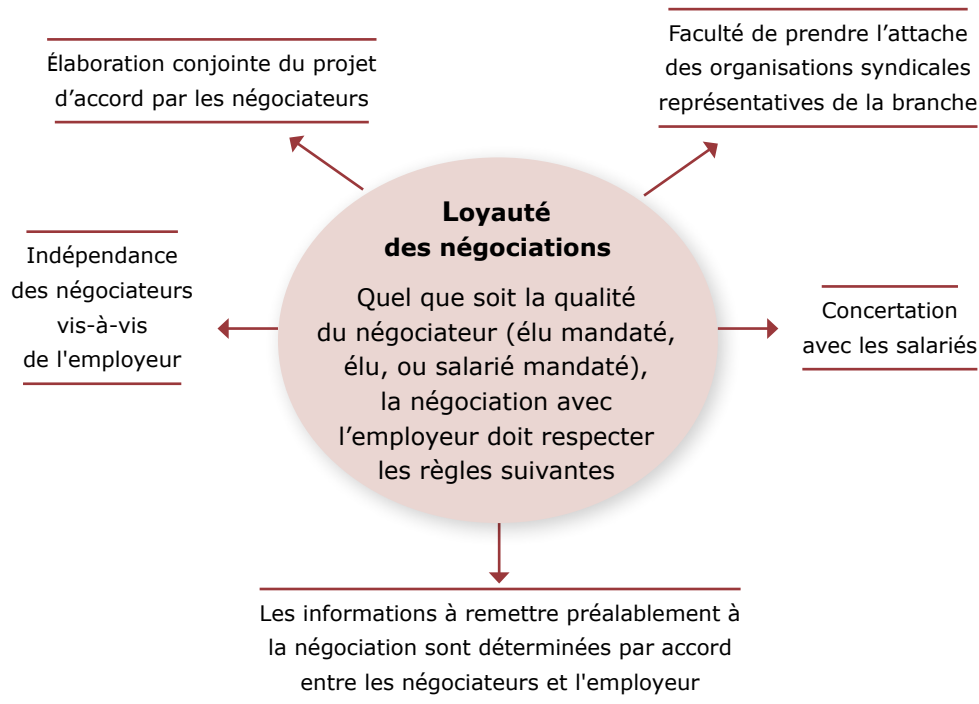 Élaboration conjointe du projet
d’accord par les négociateurs
Faculté de prendre l’attache
des organisations syndicales
représentatives de la branche
Loyauté
des négociations
Quel que soit la qualité
du négociateur (élu mandaté,
élu, ou salarié mandaté),
la négociation avec
l’employeur doit respecter
les règles suivantes
Indépendance
des négociateurs
vis-à-vis
de l'employeur
Concertation
avec les salariés
Les informations à remettre préalablement à
la négociation sont déterminées par accord
entre les négociateurs et l'employeur